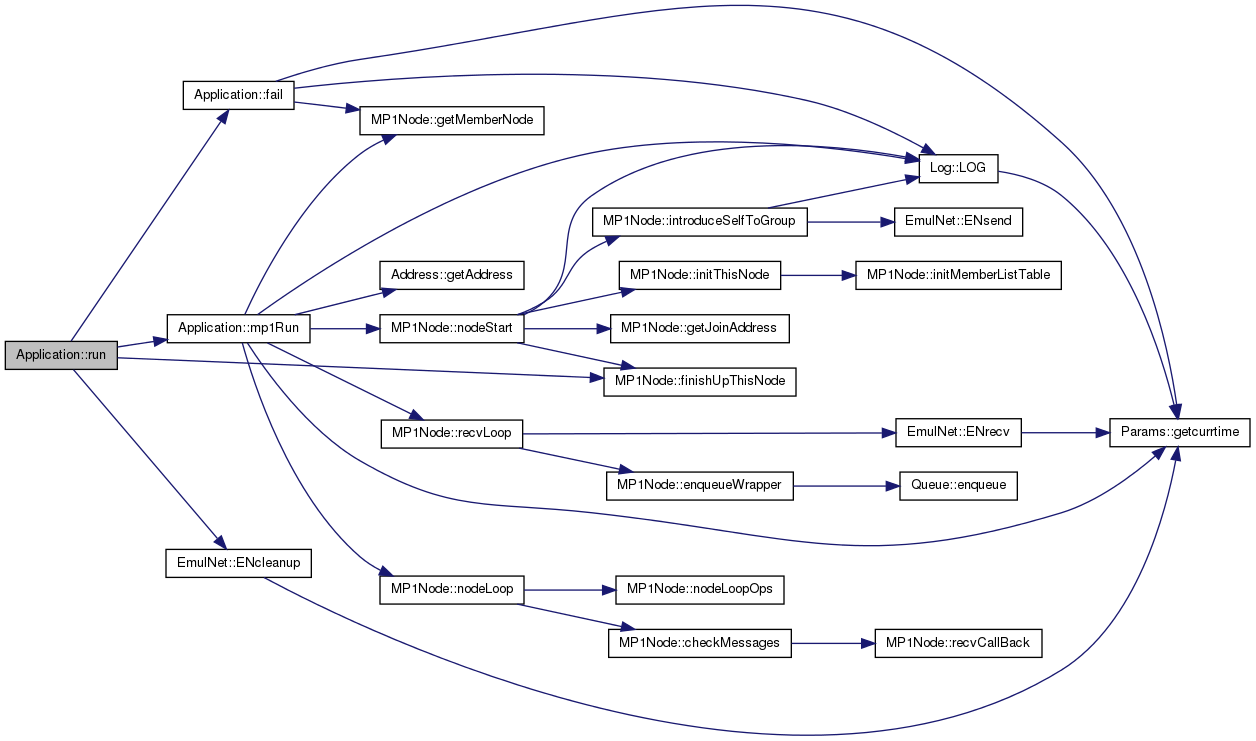 Application::fail
MP1Node::getMemberNode
Log::LOG
MP1Node::introduceSelfToGroup
EmulNet::ENsend
Address::getAddress
MP1Node::initThisNode
MP1Node::initMemberListTable
Application::mp1Run
MP1Node::nodeStart
MP1Node::getJoinAddress
Application::run
MP1Node::finishUpThisNode
MP1Node::recvLoop
EmulNet::ENrecv
Params::getcurrtime
MP1Node::enqueueWrapper
Queue::enqueue
EmulNet::ENcleanup
MP1Node::nodeLoop
MP1Node::nodeLoopOps
MP1Node::checkMessages
MP1Node::recvCallBack